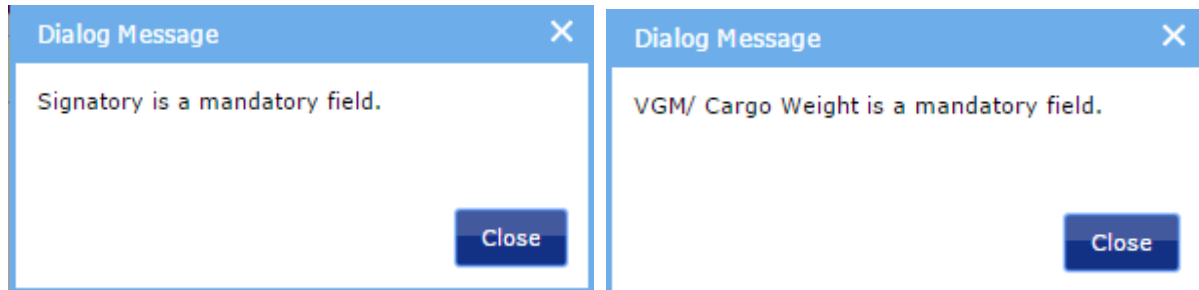 Dialog Message
Signatory is a mandatory field.
Close
Dialog Message
VGM/ Cargo Weight is a mandatory field.
Close